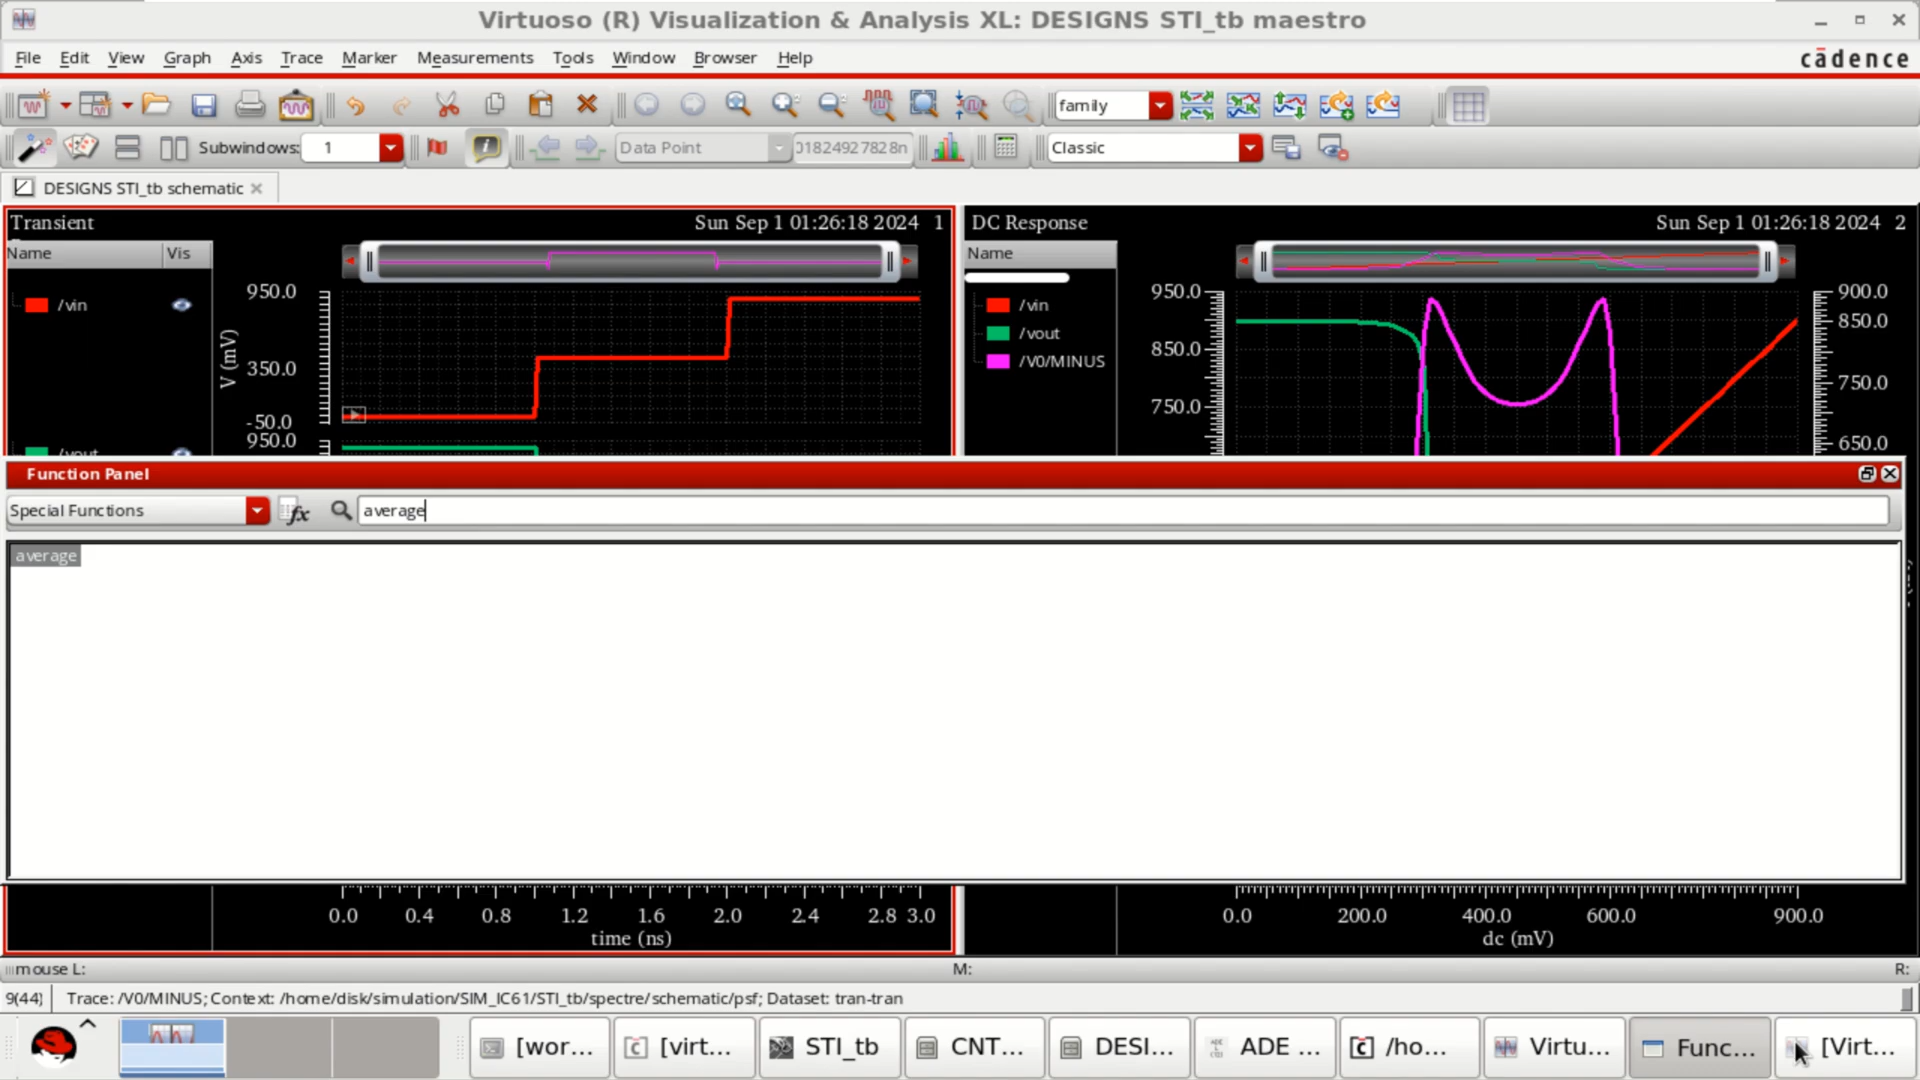 Virtuoso (R) Visualization & Analysis XL: DESIGNS STI_tb maestro
File Edit View Graph Axis Trace Marker Measurements Tools Window Browser Help
cādence
family
Subwindows: 1
Data Point
01824927828n
Classic
DESIGNS STI_tb schematic
Transient
Sun Sep 1 01:26:18 2024 1
Name Vis
/vin
V (mV)
950.0
350.0
-50.0
950.0
/vout
DC Response
Sun Sep 1 01:26:18 2024 2
Name
/vin
/vout
/V0/MINUS
950.0
850.0
750.0
900.0
850.0
750.0
650.0
Function Panel
Special Functions
fx
average
average
0.0 0.4 0.8 1.2 1.6 2.0 2.4 2.8 3.0
time (ns)
0.0 200.0 400.0 600.0 900.0
dc (mV)
mouse L:
M:
R:
9(44)
Trace: /V0/MINUS; Context: /home/disk/simulation/SIM_IC61/STI_tb/spectre/schematic/psf; Dataset: tran-tran
[wor...
[virt...
STI_tb
CNT...
DESI...
ADE ...
/ho...
Virtu...
Func...
[Virt...